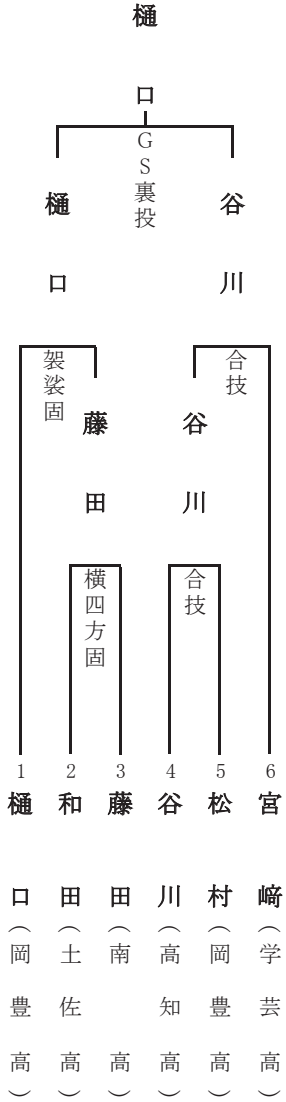 樋口
GS裏投
樋口
谷川
袈裟固
合技
藤田
谷川
横四方固
合技
1 樋口（岡豊高）
2 和田（土佐高）
3 藤田（南高）
4 谷川（高知高）
5 松村（岡豊高）
6 宮﨑（学芸高）